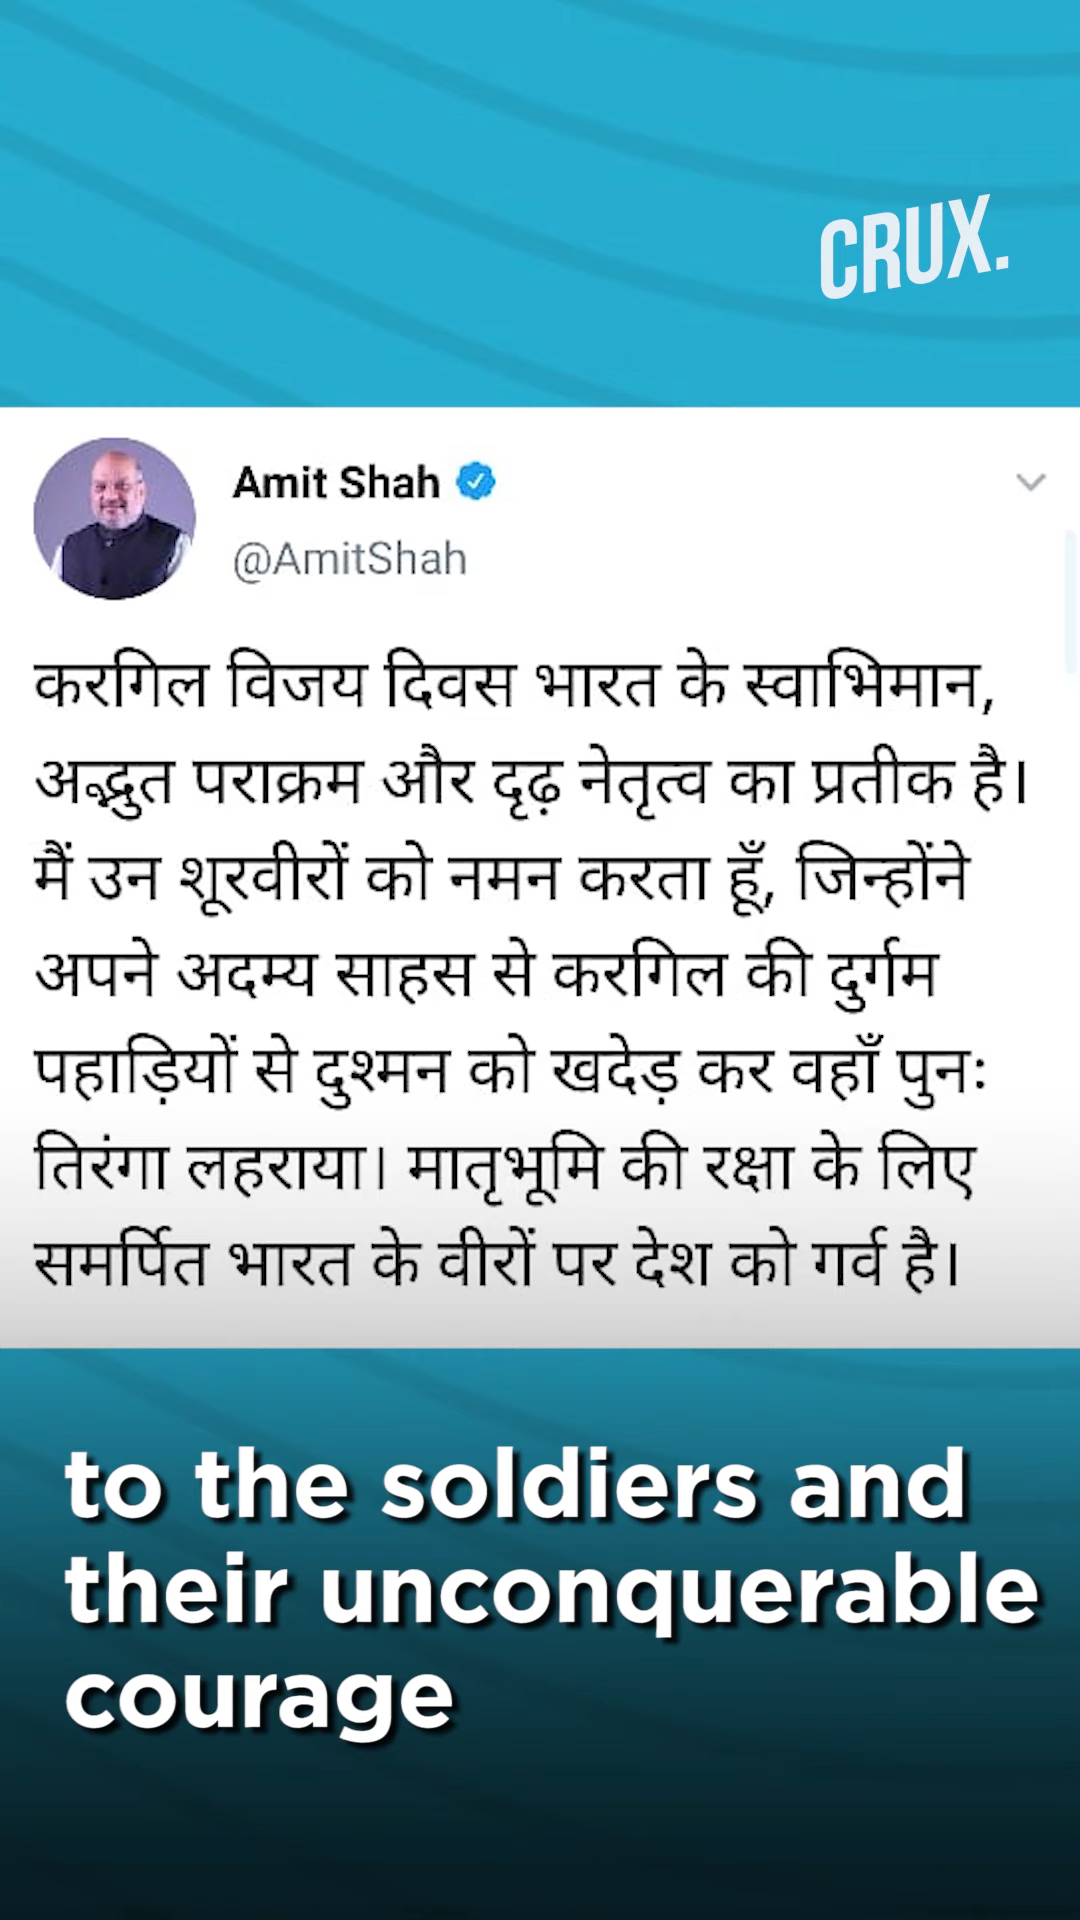 CRUX.
Amit Shah
@AmitShah
करगिल विजय दिवस भारत के स्वाभिमान,
अद्भुत पराक्रम और दृढ़ नेतृत्व का प्रतीक है।
मैं उन शूरवीरों को नमन करता हूँ, जिन्होंने
अपने अदम्य साहस से करगिल की दुर्गम
पहाड़ियों से दुश्मन को खदेड़ कर वहाँ पुनः
तिरंगा लहराया। मातृभूमि की रक्षा के लिए
समर्पित भारत के वीरों पर देश को गर्व है।
to the soldiers and
their unconquerable
courage